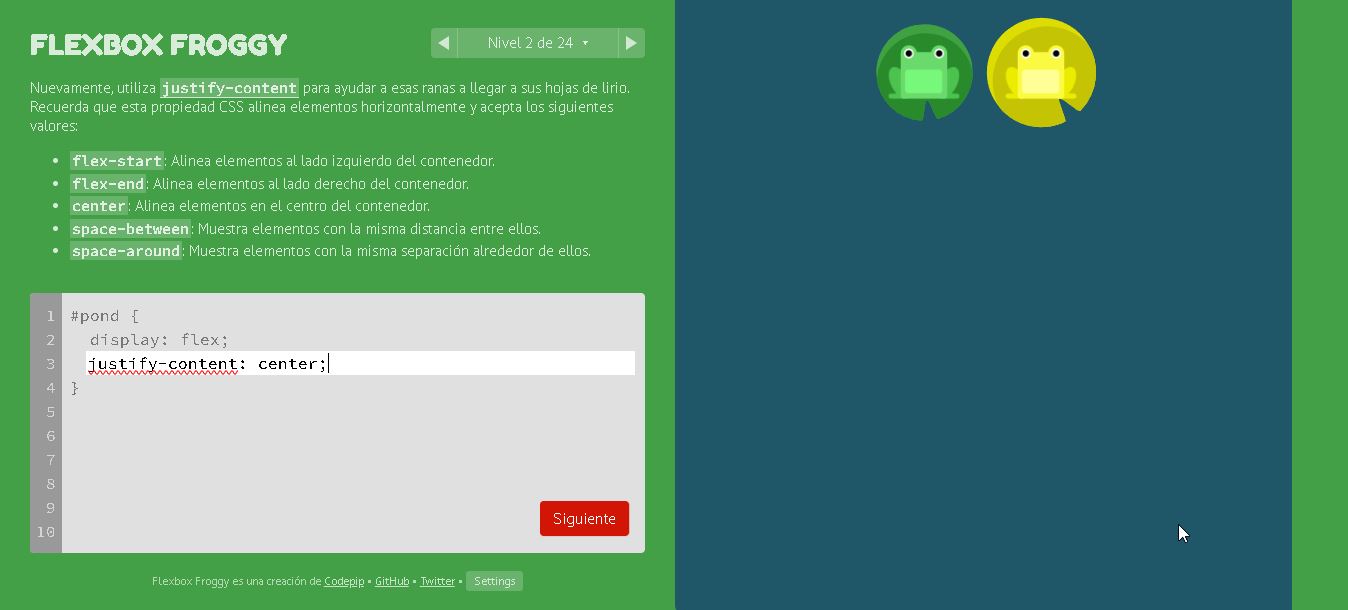 FLEXBOX FROGGY
Nivel 2 de 24
Nuevamente, utiliza justify-content para ayudar a esas ranas a llegar a sus hojas de lirio.
Recuerda que esta propiedad CSS alinea elementos horizontalmente y acepta los siguientes
valores:
flex-start: Alinea elementos al lado izquierdo del contenedor.
flex-end: Alinea elementos al lado derecho del contenedor.
center: Alinea elementos en el centro del contenedor.
space-between: Muestra elementos con la misma distancia entre ellos.
space-around: Muestra elementos con la misma separación alrededor de ellos.
1 #pond {
2 display: flex;
3 justify-content: center;
4 }
5
6
7
8
9
10
Siguiente
Flexbox Froggy es una creación de Codepip • GitHub • Twitter • Settings